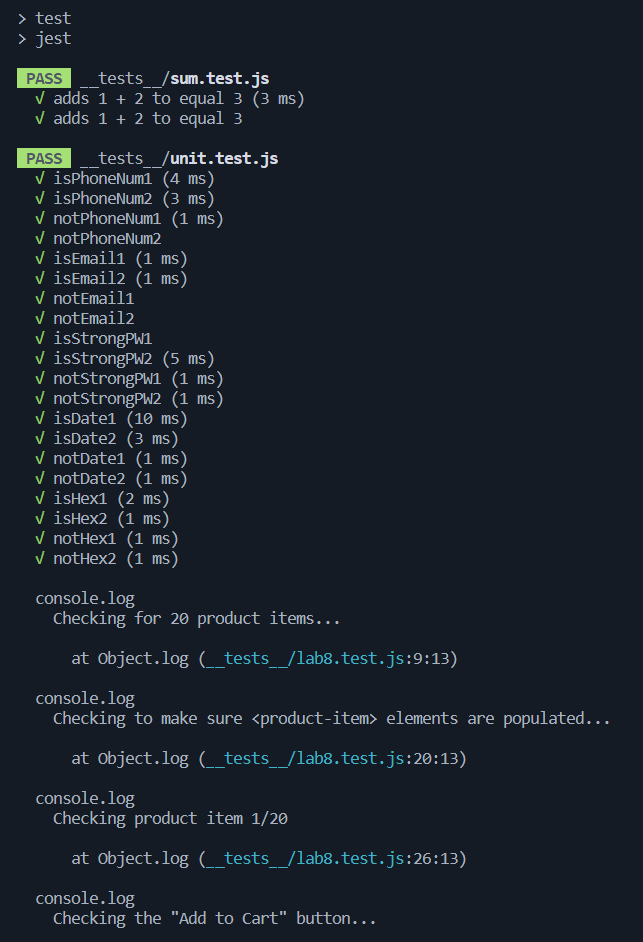 > test
> jest
PASS __tests__/sum.test.js
√ adds 1 + 2 to equal 3 (3 ms)
√ adds 1 + 2 to equal 3
PASS __tests__/unit.test.js
√ isPhoneNum1 (4 ms)
√ isPhoneNum2 (3 ms)
√ notPhoneNum1 (1 ms)
√ notPhoneNum2
√ isEmail1 (1 ms)
√ isEmail2 (1 ms)
√ notEmail1
√ notEmail2
√ isStrongPW1
√ isStrongPW2 (5 ms)
√ notStrongPW1 (1 ms)
√ notStrongPW2 (1 ms)
√ isDate1 (10 ms)
√ isDate2 (3 ms)
√ notDate1 (1 ms)
√ notDate2 (1 ms)
√ isHex1 (2 ms)
√ isHex2 (1 ms)
√ notHex1 (1 ms)
√ notHex2 (1 ms)
console.log
Checking for 20 product items...
at Object.log (__tests__/lab8.test.js:9:13)
console.log
Checking to make sure <product-item> elements are populated...
at Object.log (__tests__/lab8.test.js:20:13)
console.log
Checking product item 1/20
at Object.log (__tests__/lab8.test.js:26:13)
console.log
Checking the "Add to Cart" button...